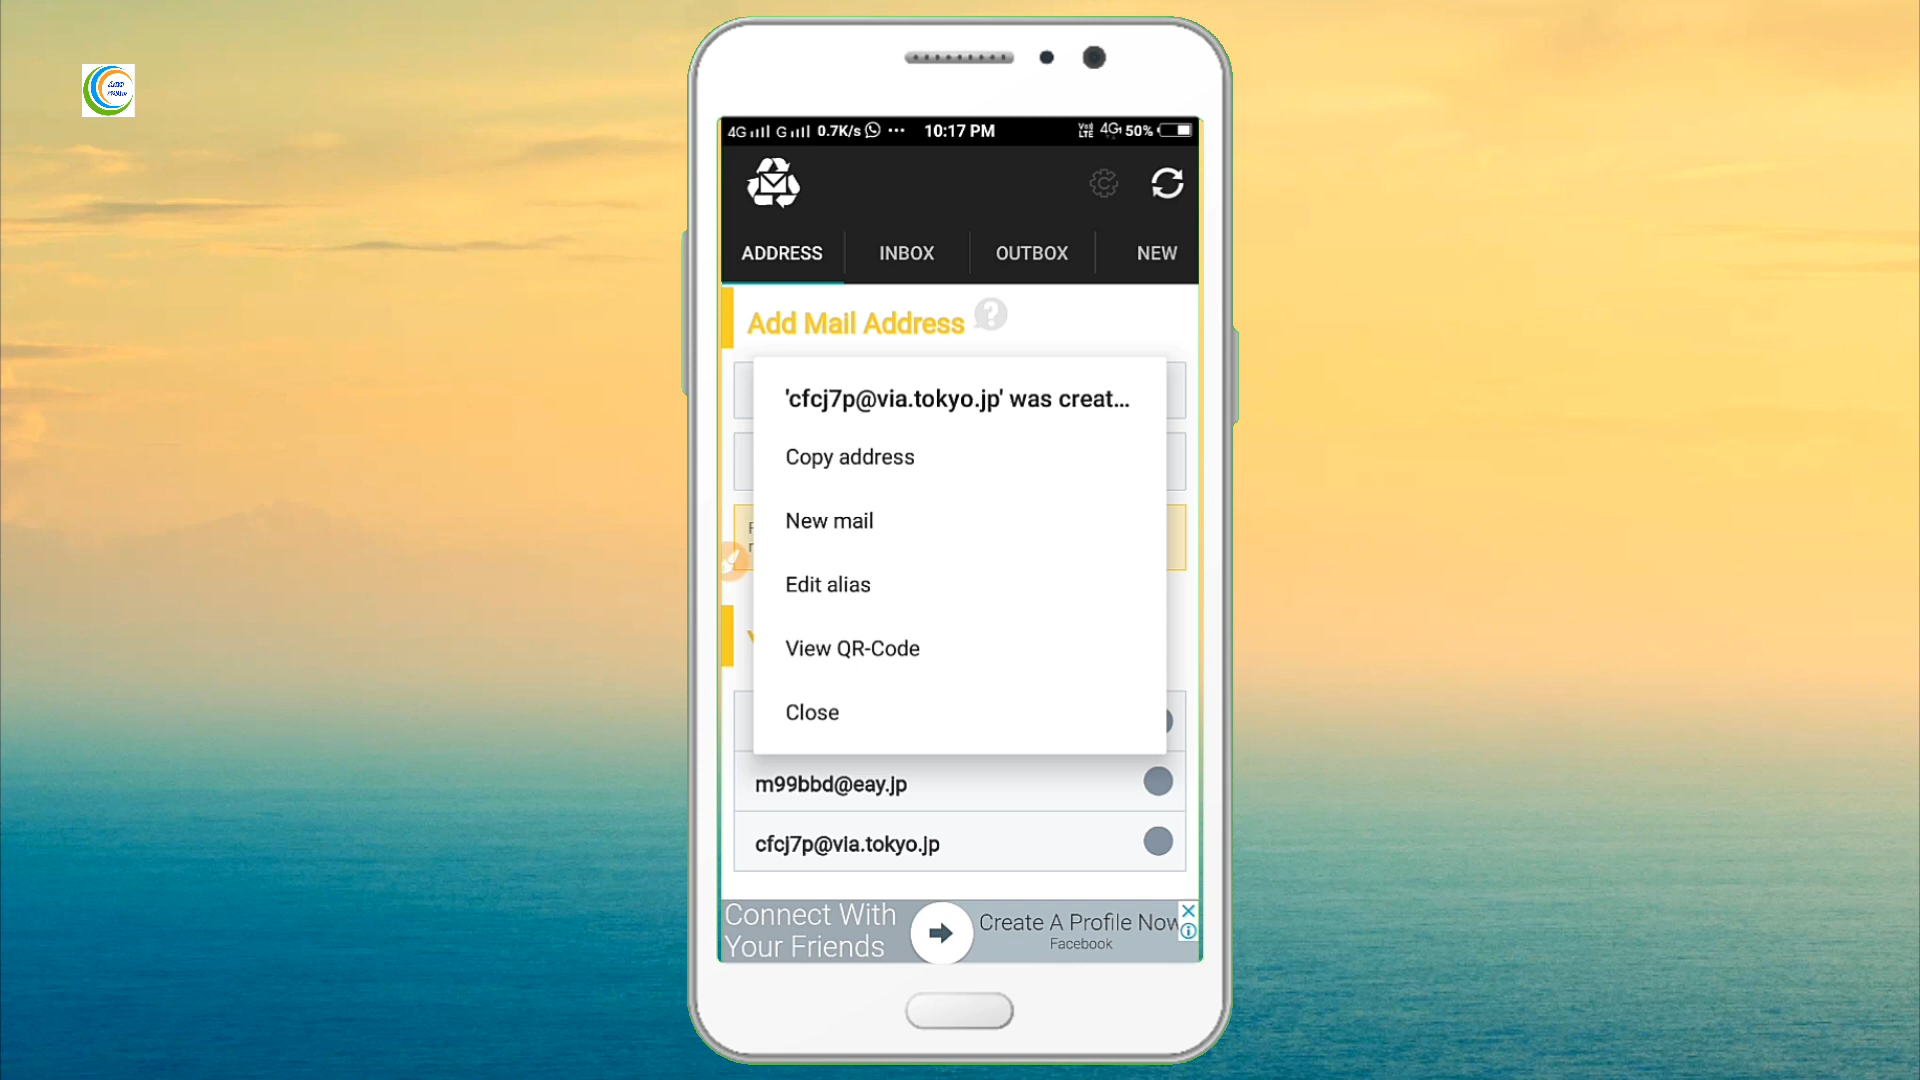 4G G 0.7K/s ... 10:17 PM VoLTE 4G 50%
ADDRESS INBOX OUTBOX NEW
Add Mail Address ?
'cfcj7p@via.tokyo.jp' was creat...
Copy address
New mail
Edit alias
View QR-Code
Close
m99bbd@eay.jp
cfcj7p@via.tokyo.jp
Connect With
Your Friends
Create A Profile Now
Facebook